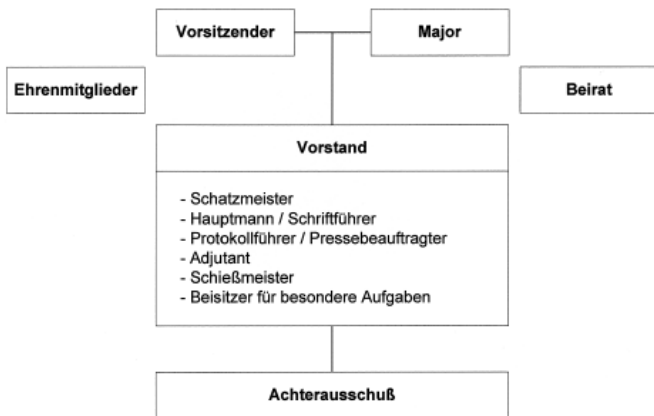 Vorsitzender
Major
Ehrenmitglieder
Beirat
Vorstand
- Schatzmeister
- Hauptmann / Schriftführer
- Protokollführer / Pressebeauftragter
- Adjutant
- Schießmeister
- Beisitzer für besondere Aufgaben
Achterausschuß